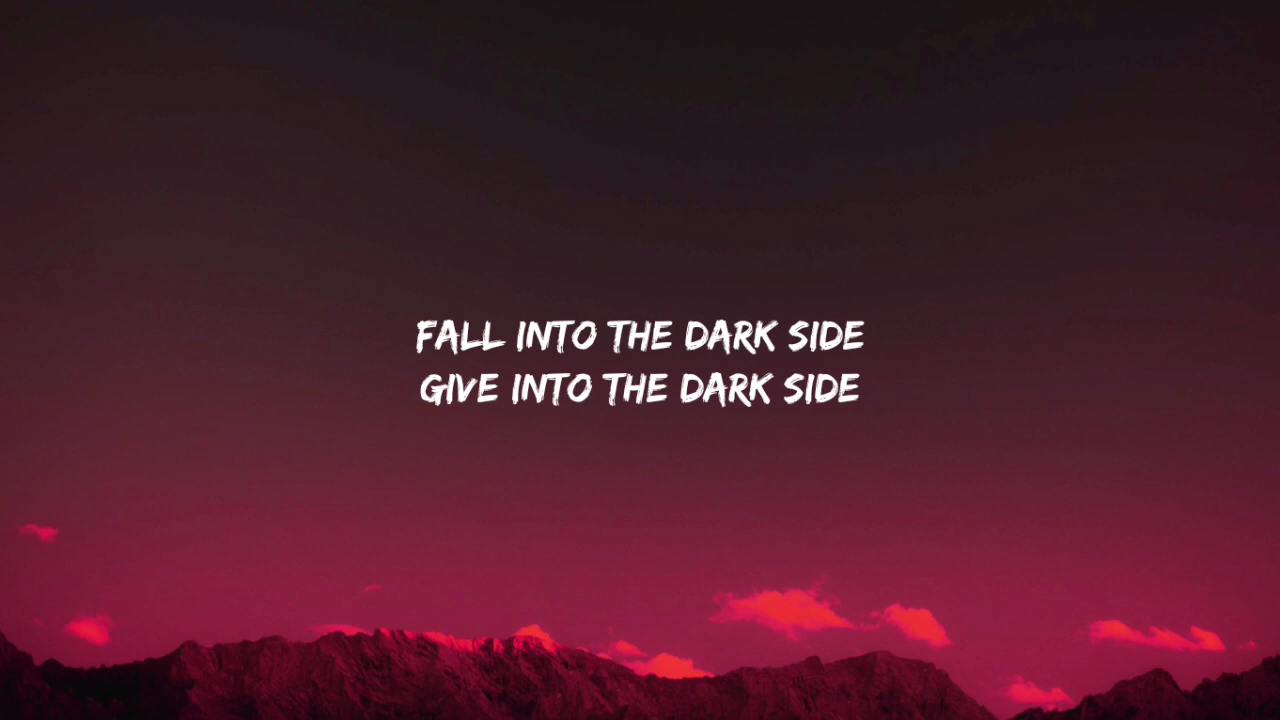 FALL INTO THE DARK SIDE
GIVE INTO THE DARK SIDE